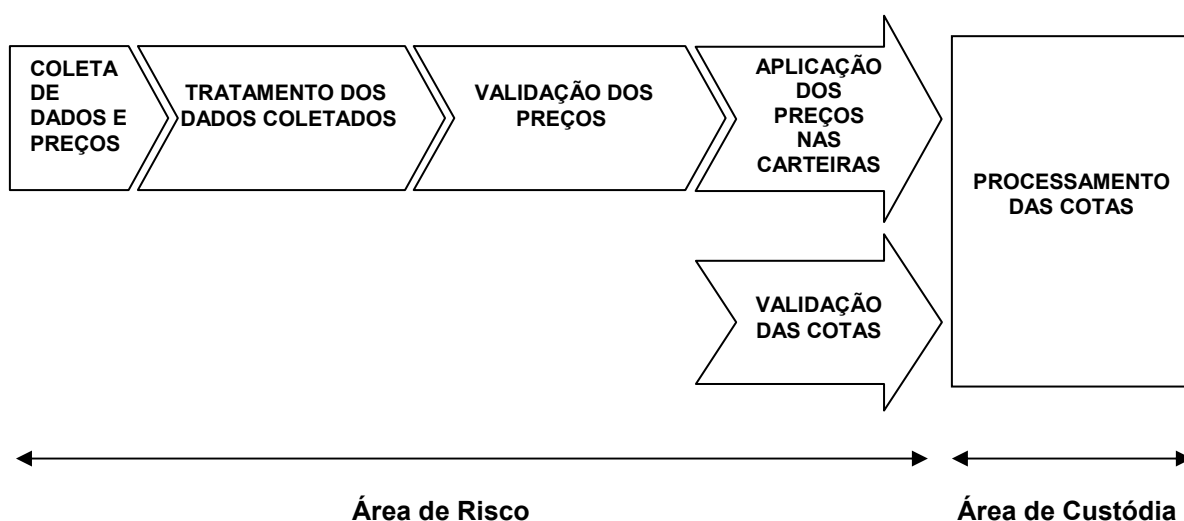 COLETA
DE
DADOS E
PREÇOS
TRATAMENTO DOS
DADOS COLETADOS
VALIDAÇÃO DOS
PREÇOS
APLICAÇÃO
DOS
PREÇOS
NAS
CARTEIRAS
PROCESSAMENTO
DAS COTAS
VALIDAÇÃO
DAS COTAS
Área de Risco
Área de Custódia